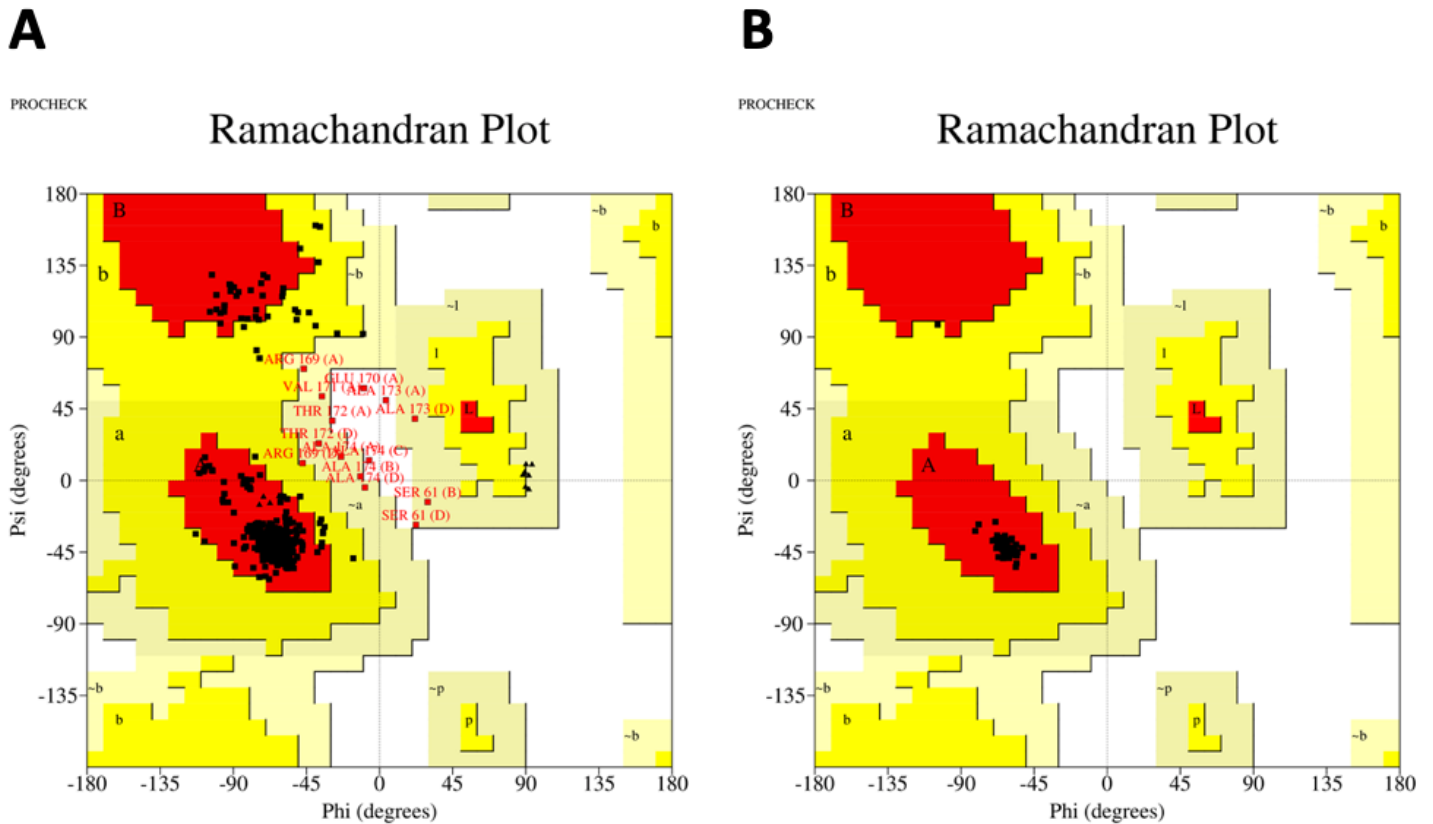 A
B
PROCHECK
PROCHECK
Ramachandran Plot
Ramachandran Plot
180
135
90
45
0
-45
-90
-135
Psi (degrees)
B
b
~b
~b
b
~l
l
L
a
~a
ARG 169 (A)
GLU 170 (A)
VAL 171 (A)
ALA 173 (A)
THR 172 (A)
ALA 173 (D)
THR 172 (D)
ALA 174 (A)
ALA 174 (C)
ARG 169 (D)
ALA 174 (B)
ALA 174 (D)
SER 61 (B)
SER 61 (D)
~b
b
~p
p
~b
-180
-135
-90
-45
0
45
90
135
180
Phi (degrees)
180
135
90
45
0
-45
-90
-135
Psi (degrees)
B
b
~b
~b
b
~l
l
L
a
A
~a
~b
b
~p
p
~b
-180
-135
-90
-45
0
45
90
135
180
Phi (degrees)